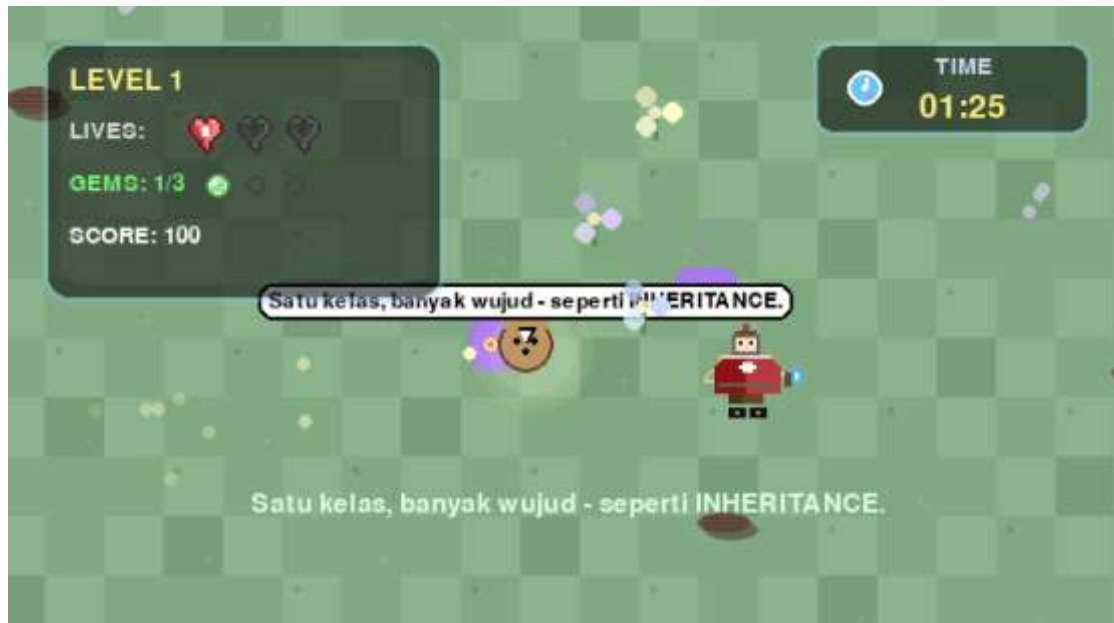 LEVEL 1
LIVES:
GEMS: 1/3
SCORE: 100
TIME
01:25
Satu kelas, banyak wujud - seperti INHERITANCE.
Satu kelas, banyak wujud - seperti INHERITANCE.